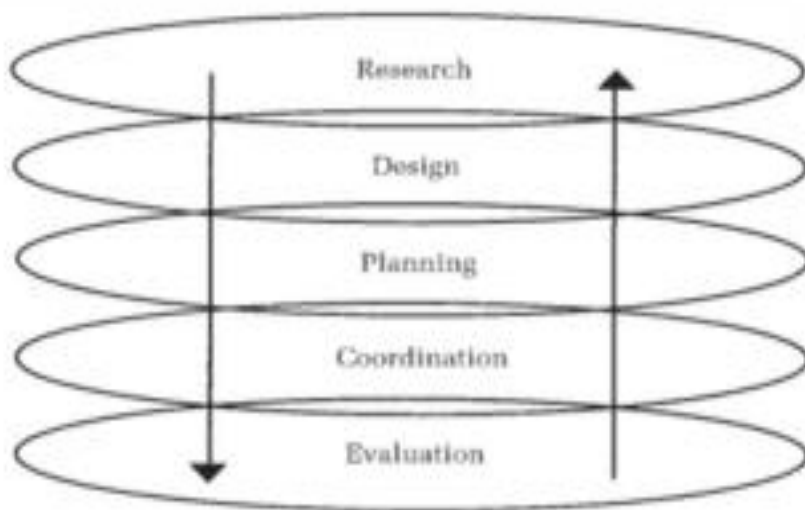 Research
Design
Planning
Coordination
Evaluation